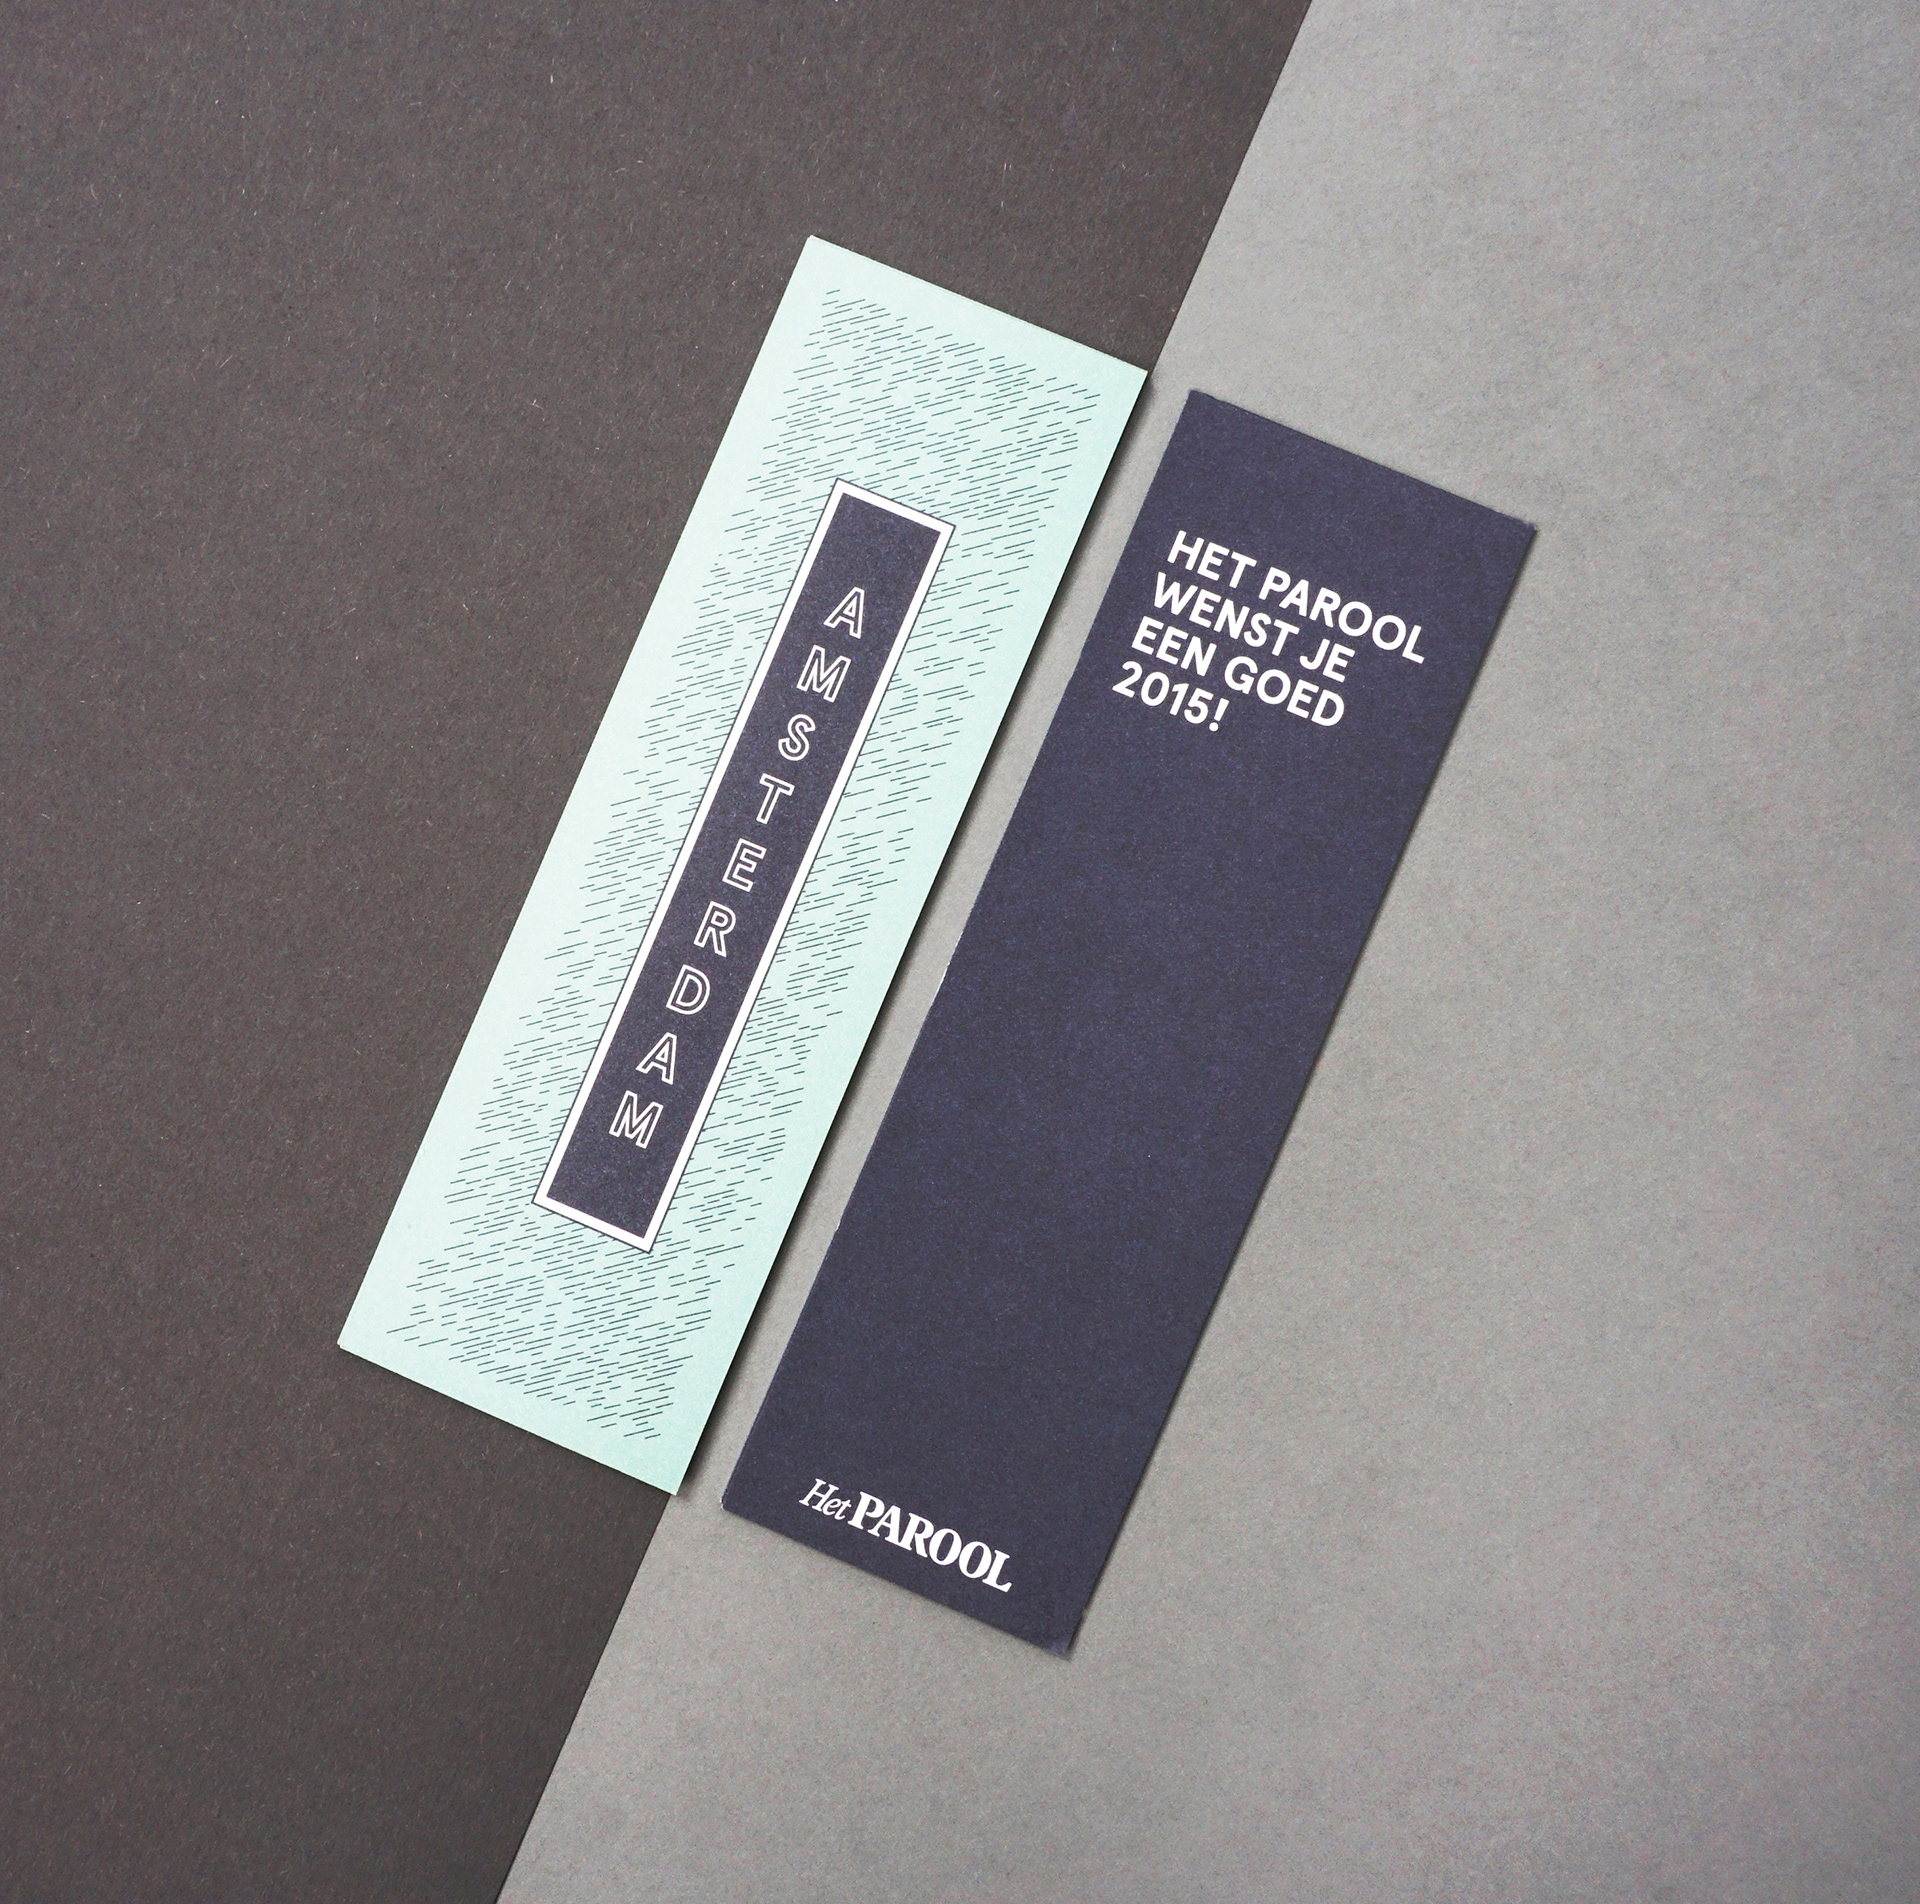 AMSTERDAM
HET PAROOL
WENST JE
EEN GOED
2015!
Het PAROOL